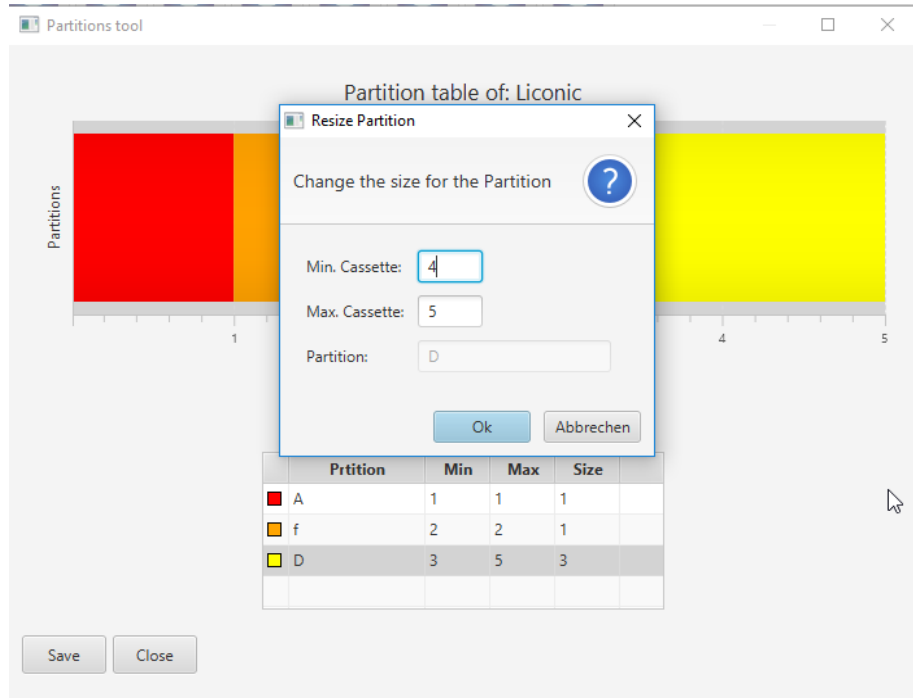 Partitions tool
Partition table of: Liconic
Resize Partition
Change the size for the Partition
?
Partitions
Min. Cassette: 4
Max. Cassette: 5
Partition: D
1 4 5
Ok Abbrechen
Prtition Min Max Size
A 1 1 1
f 2 2 1
D 3 5 3
Save Close